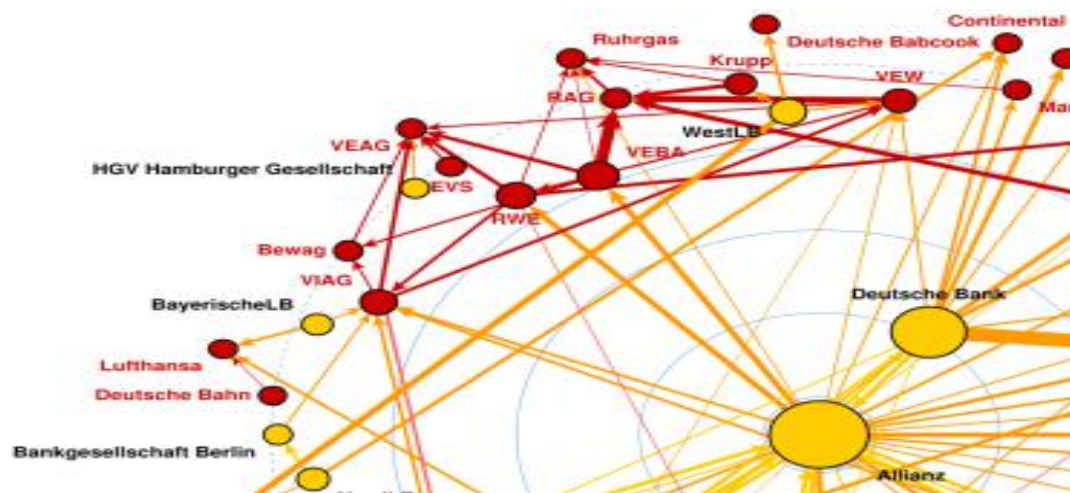 Continental
Ruhrgas
Deutsche Babcook
Krupp
VEW
RAG
Mar
WestLB
VEAG
VEBA
HGV Hamburger Gesellschaft
EVS
RWE
Bewag
VIAG
Deutsche Bank
BayerischeLB
Lufthansa
Deutsche Bahn
Bankgesellschaft Berlin
Allianz